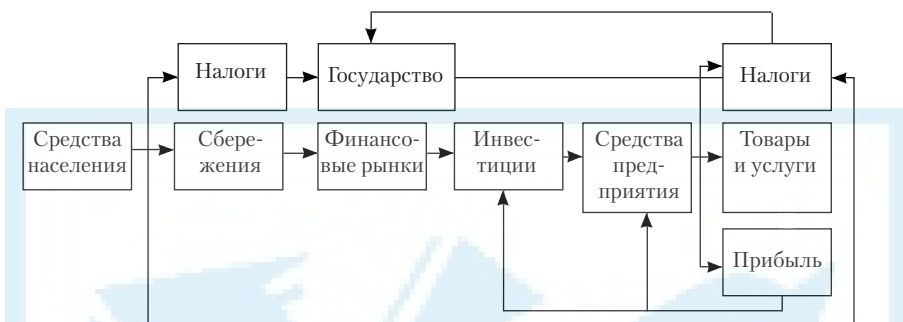 Налоги
Государство
Налоги
Средства
населения
Сбере-
жения
Финансо-
вые рынки
Инвес-
тиции
Средства
пред-
приятия
Товары
и услуги
Прибыль